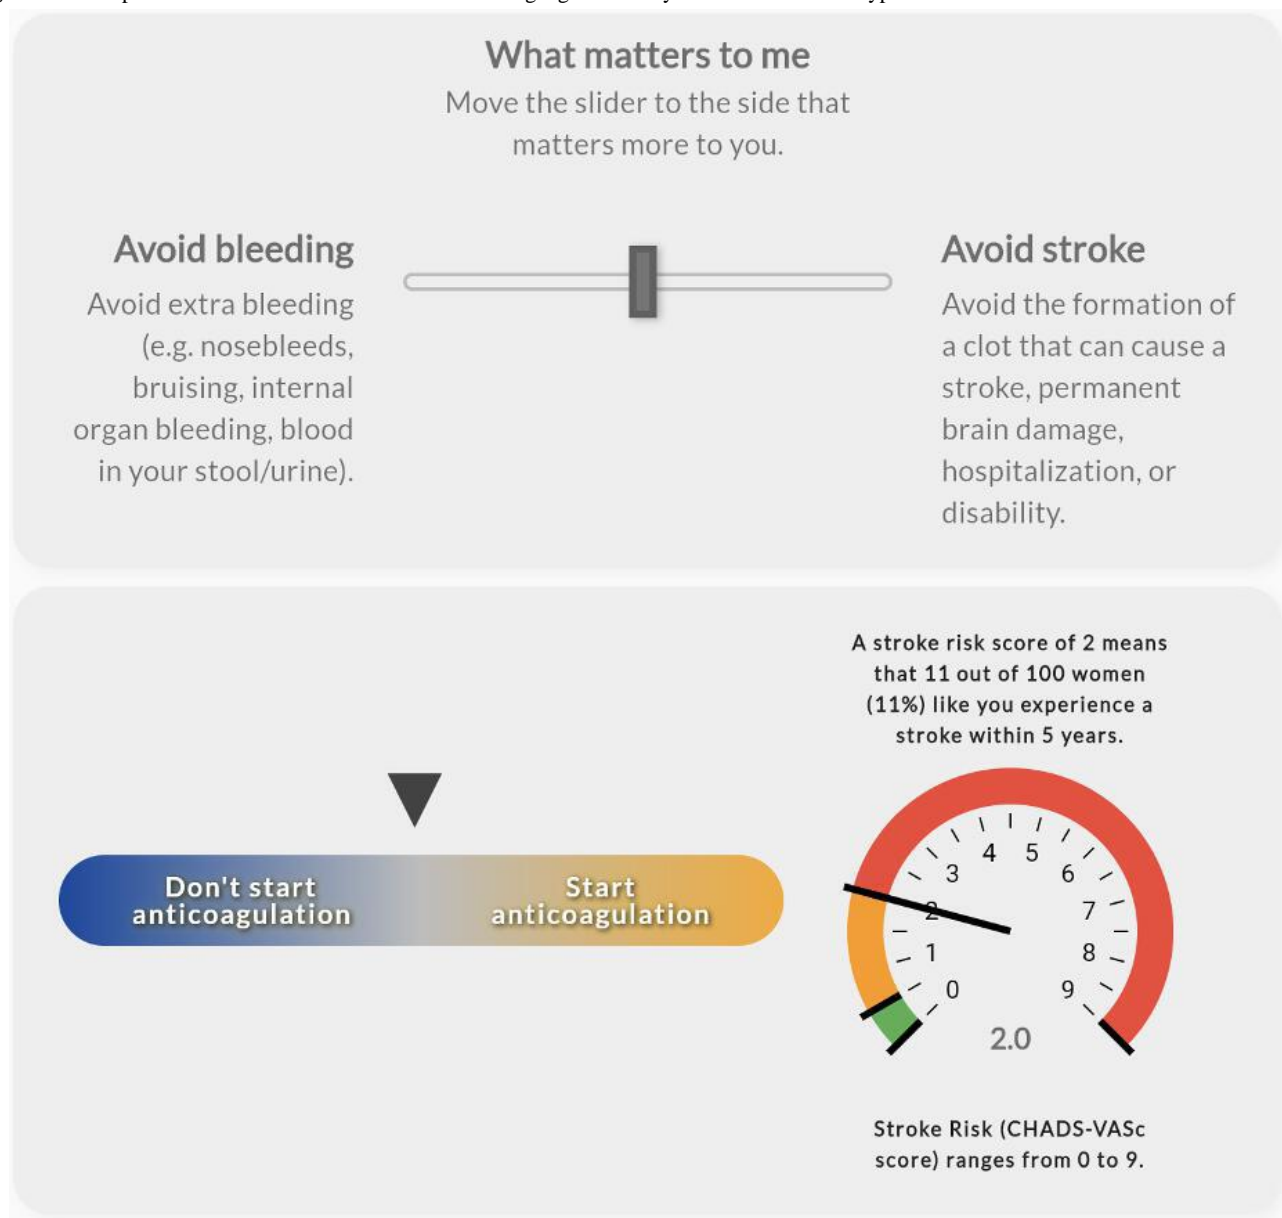 What matters to me
Move the slider to the side that
matters more to you.
Avoid bleeding
Avoid extra bleeding
(e.g. nosebleeds,
bruising, internal
organ bleeding, blood
in your stool/urine).
Avoid stroke
Avoid the formation of
a clot that can cause a
stroke, permanent
brain damage,
hospitalization, or
disability.
Don't start
anticoagulation
Start
anticoagulation
A stroke risk score of 2 means
that 11 out of 100 women
(11%) like you experience a
stroke within 5 years.
0
1
2
3
4
5
6
7
8
9
2.0
Stroke Risk (CHADS-VASc
score) ranges from 0 to 9.